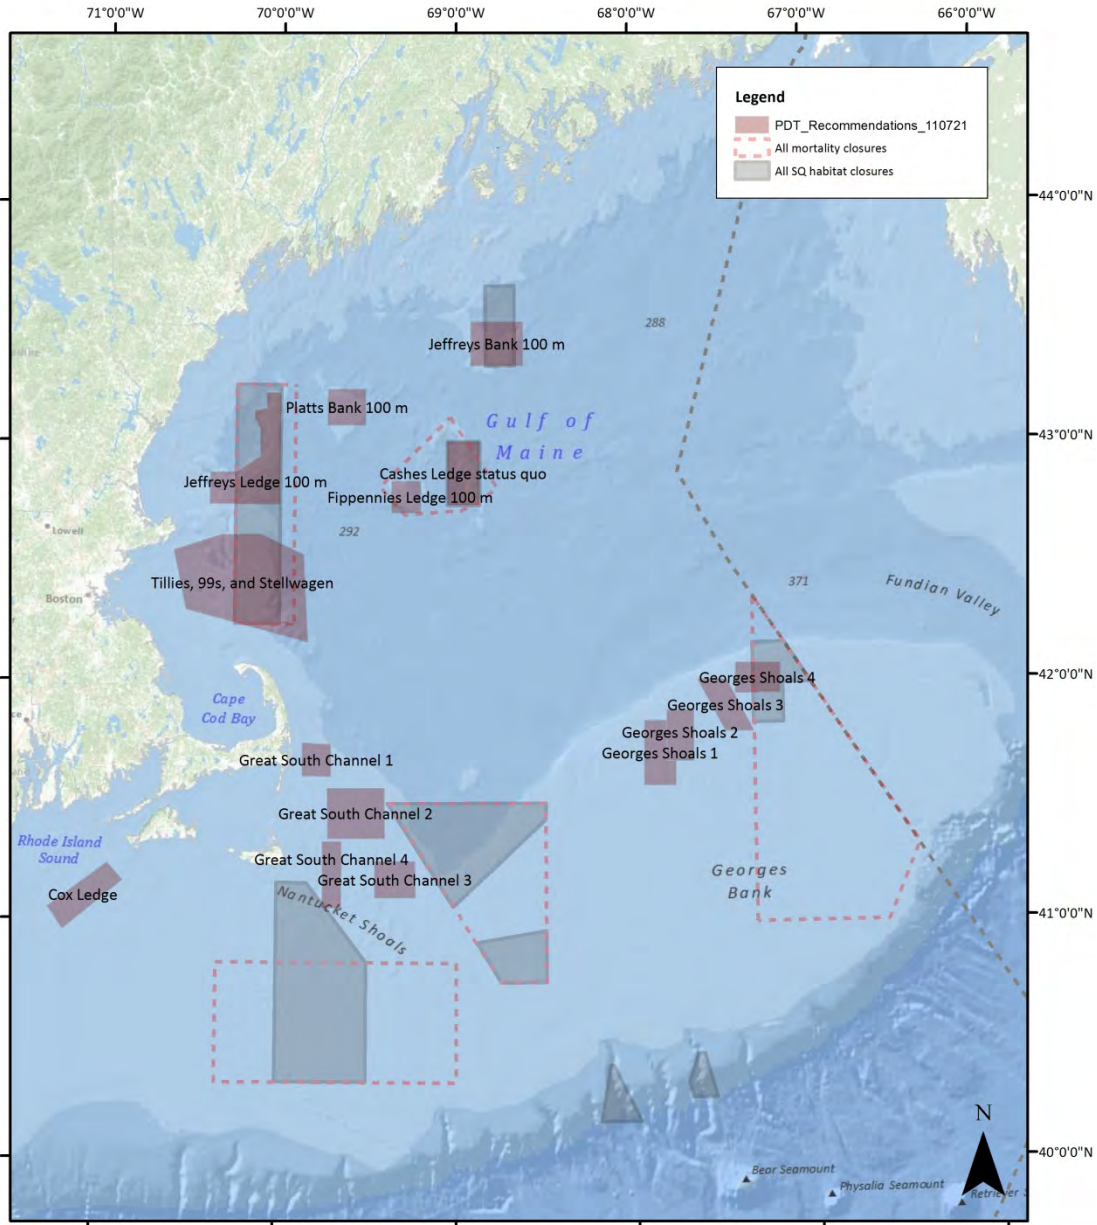 71°0'0"W
70°0'0"W
69°0'0"W
68°0'0"W
67°0'0"W
66°0'0"W
Legend
PDT_Recommendations_110721
All mortality closures
All SQ habitat closures
44°0'0"N
288
Jeffreys Bank 100 m
Platts Bank 100 m
Gulf of
Maine
43°0'0"N
Cashes Ledge status quo
Jeffreys Ledge 100 m
Fippennies Ledge 100 m
Lowell
292
371
Fundian Valley
Tillies, 99s, and Stellwagen
Boston
42°0'0"N
Georges Shoals 4
Cape
Cod Bay
Georges Shoals 3
Georges Shoals 2
Georges Shoals 1
Great South Channel 1
Great South Channel 2
Rhode Island
Sound
Great South Channel 4
Great South Channel 3
Georges
Bank
Cox Ledge
Nantucket Shoals
41°0'0"N
N
40°0'0"N
Bear Seamount
Physalia Seamount
Retriever S